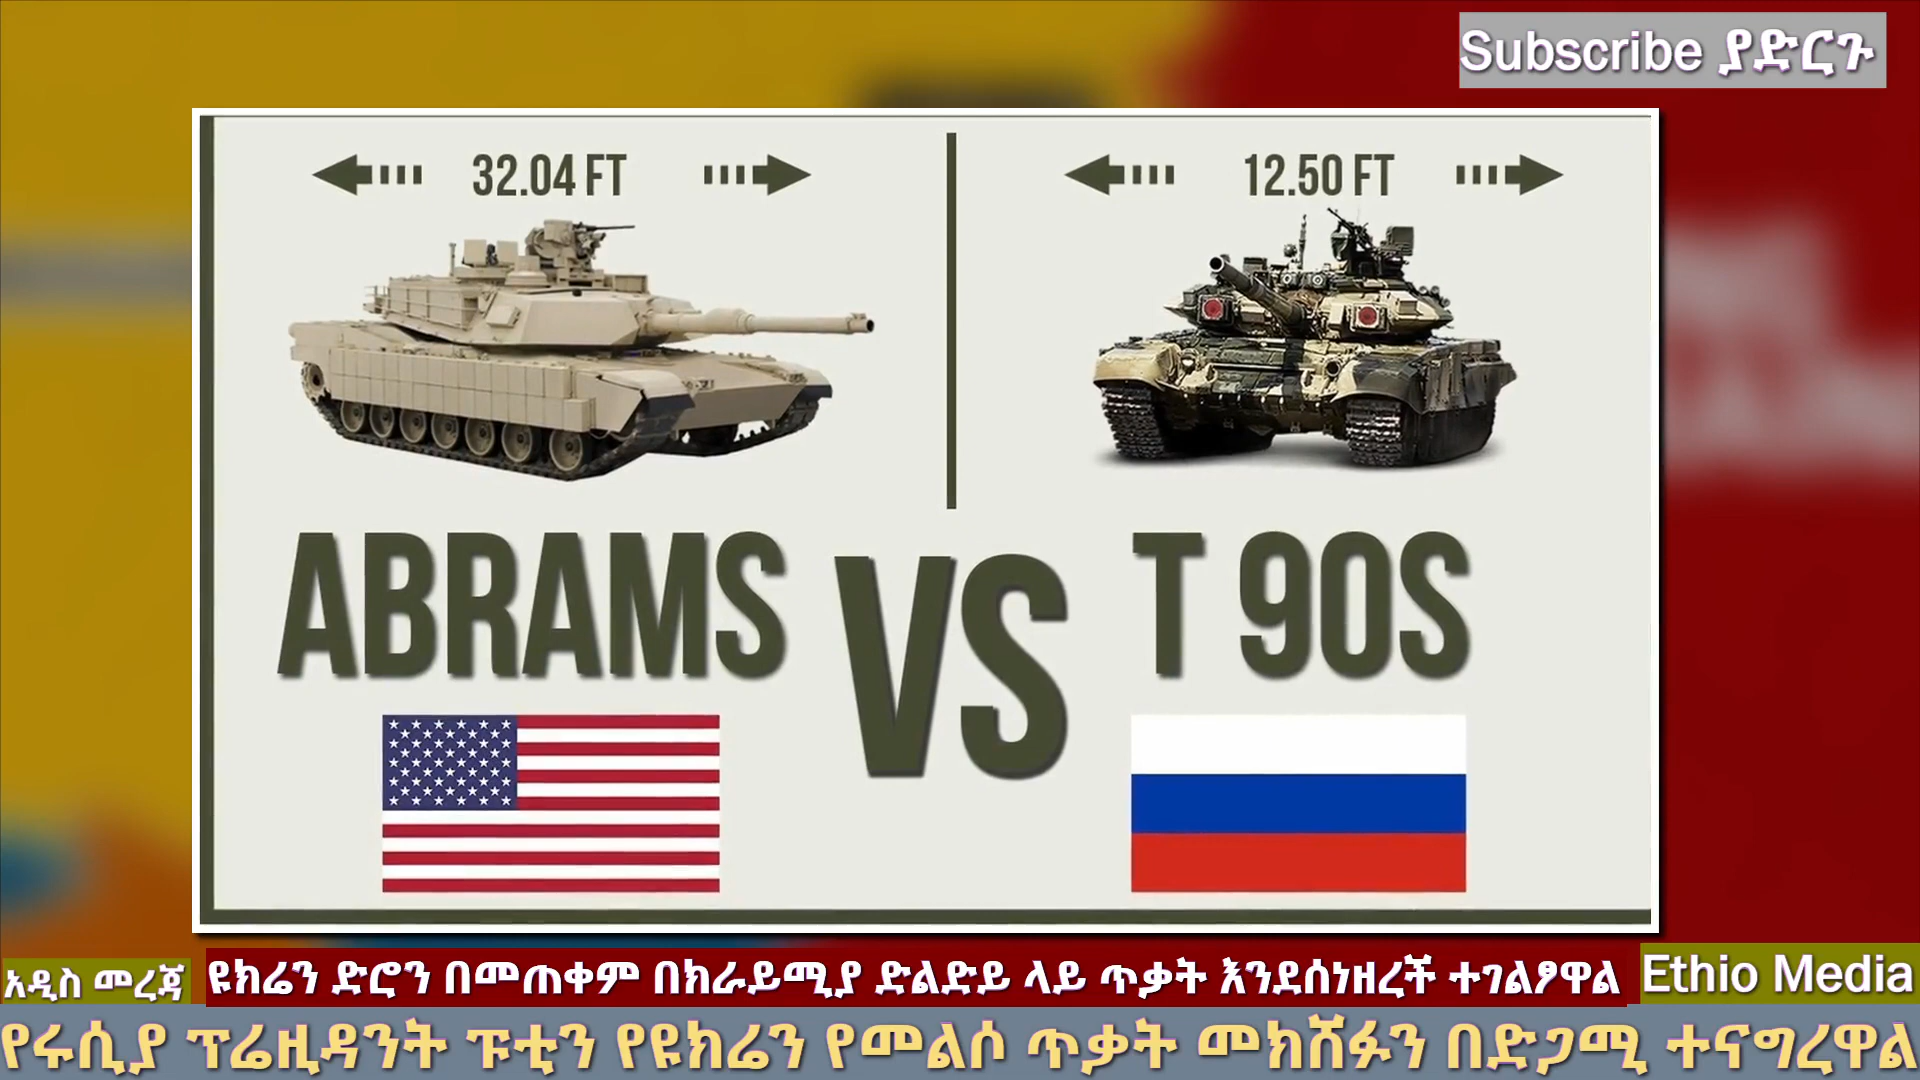 Subscribe ያድርጉ
32.04 FT
12.50 FT
ABRAMS VS T 90S
አዲስ መረጃ
ዩክሬን ድሮን በመጠቀም በክራይሚያ ድልድይ ላይ ጥቃት እንደሰነዘረች ተገልፆዋል
Ethio Media
የሩሲያ ፕሬዚዳንት ፑቲን የዩክሬን የመልሶ ጥቃት መክሸፉን በድጋሚ ተናግረዋል